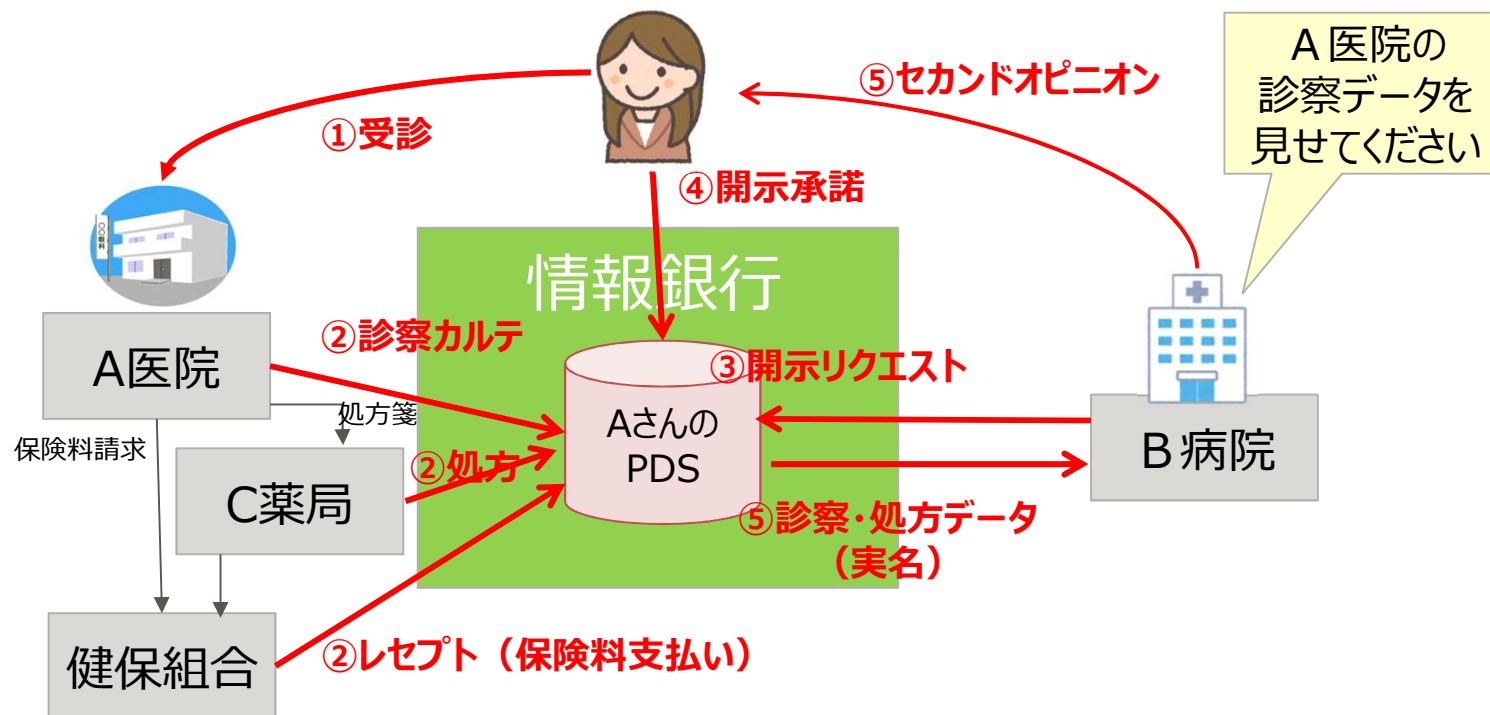 A医院の
診察データを
見せてください
⑤セカンドオピニオン
①受診
④開示承諾
〇〇眼科
情報銀行
②診察カルテ
③開示リクエスト
A医院
処方箋
保険料請求
Aさんの
PDS
B病院
②処方
C薬局
⑤診察・処方データ
（実名）
②レセプト（保険料支払い）
健保組合